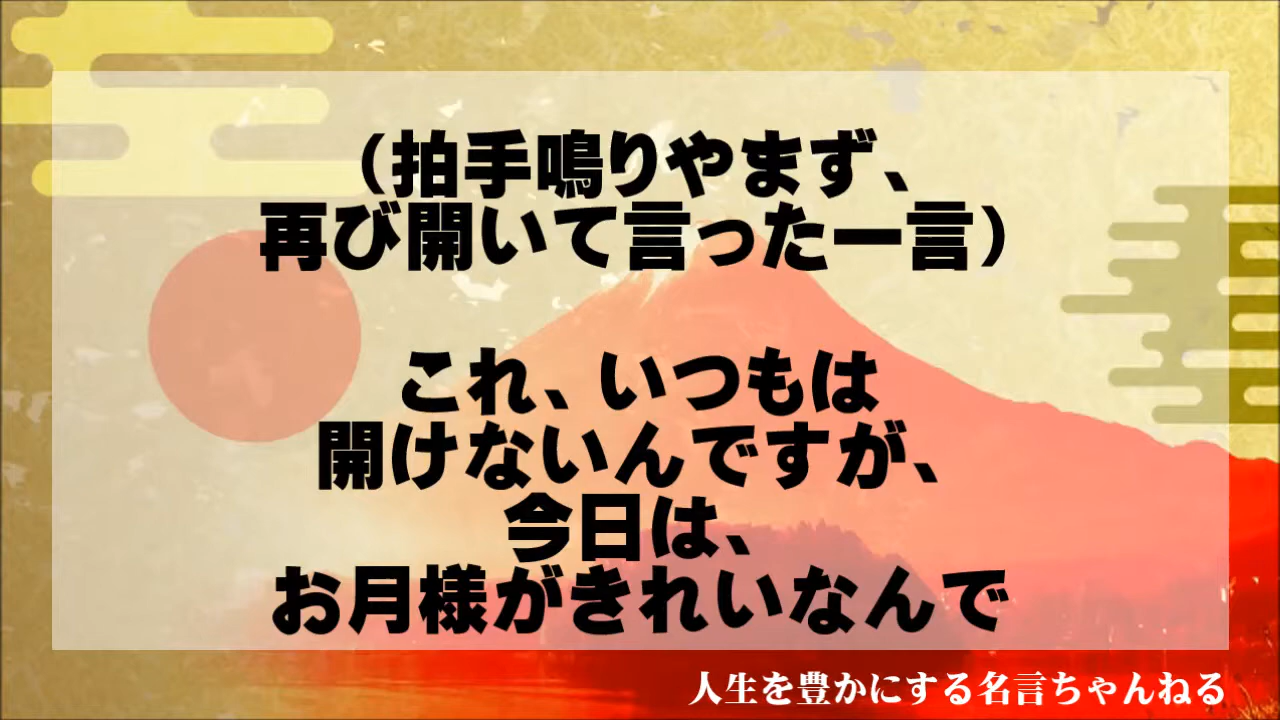 （拍手鳴りやまず、
再び開いて言った一言）
これ、いつもは
開けないんですが、
今日は、
お月様がきれいなんで
人生を豊かにする名言ちゃんねる